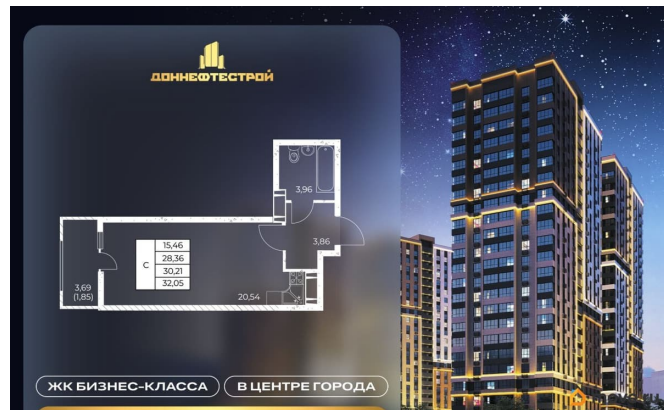 ДОННЕФТЕСТРОЙ
3,96
3,86
С
15,46
28,36
30,21
32,05
3,69
(1,85)
20,54
ЖК БИЗНЕС-КЛАССА
В ЦЕНТРЕ ГОРОДА